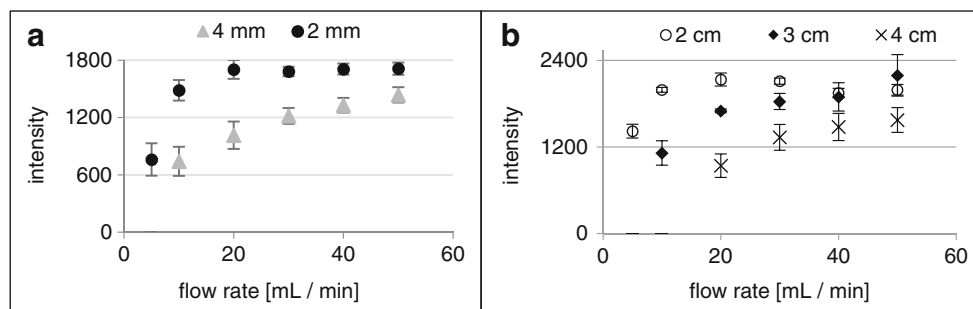 a
4 mm 2 mm
1800
1200
600
0
intensity
0 20 40 60
flow rate [mL / min]
b
2 cm 3 cm 4 cm
2400
1200
0
intensity
0 20 40 60
flow rate [mL / min]